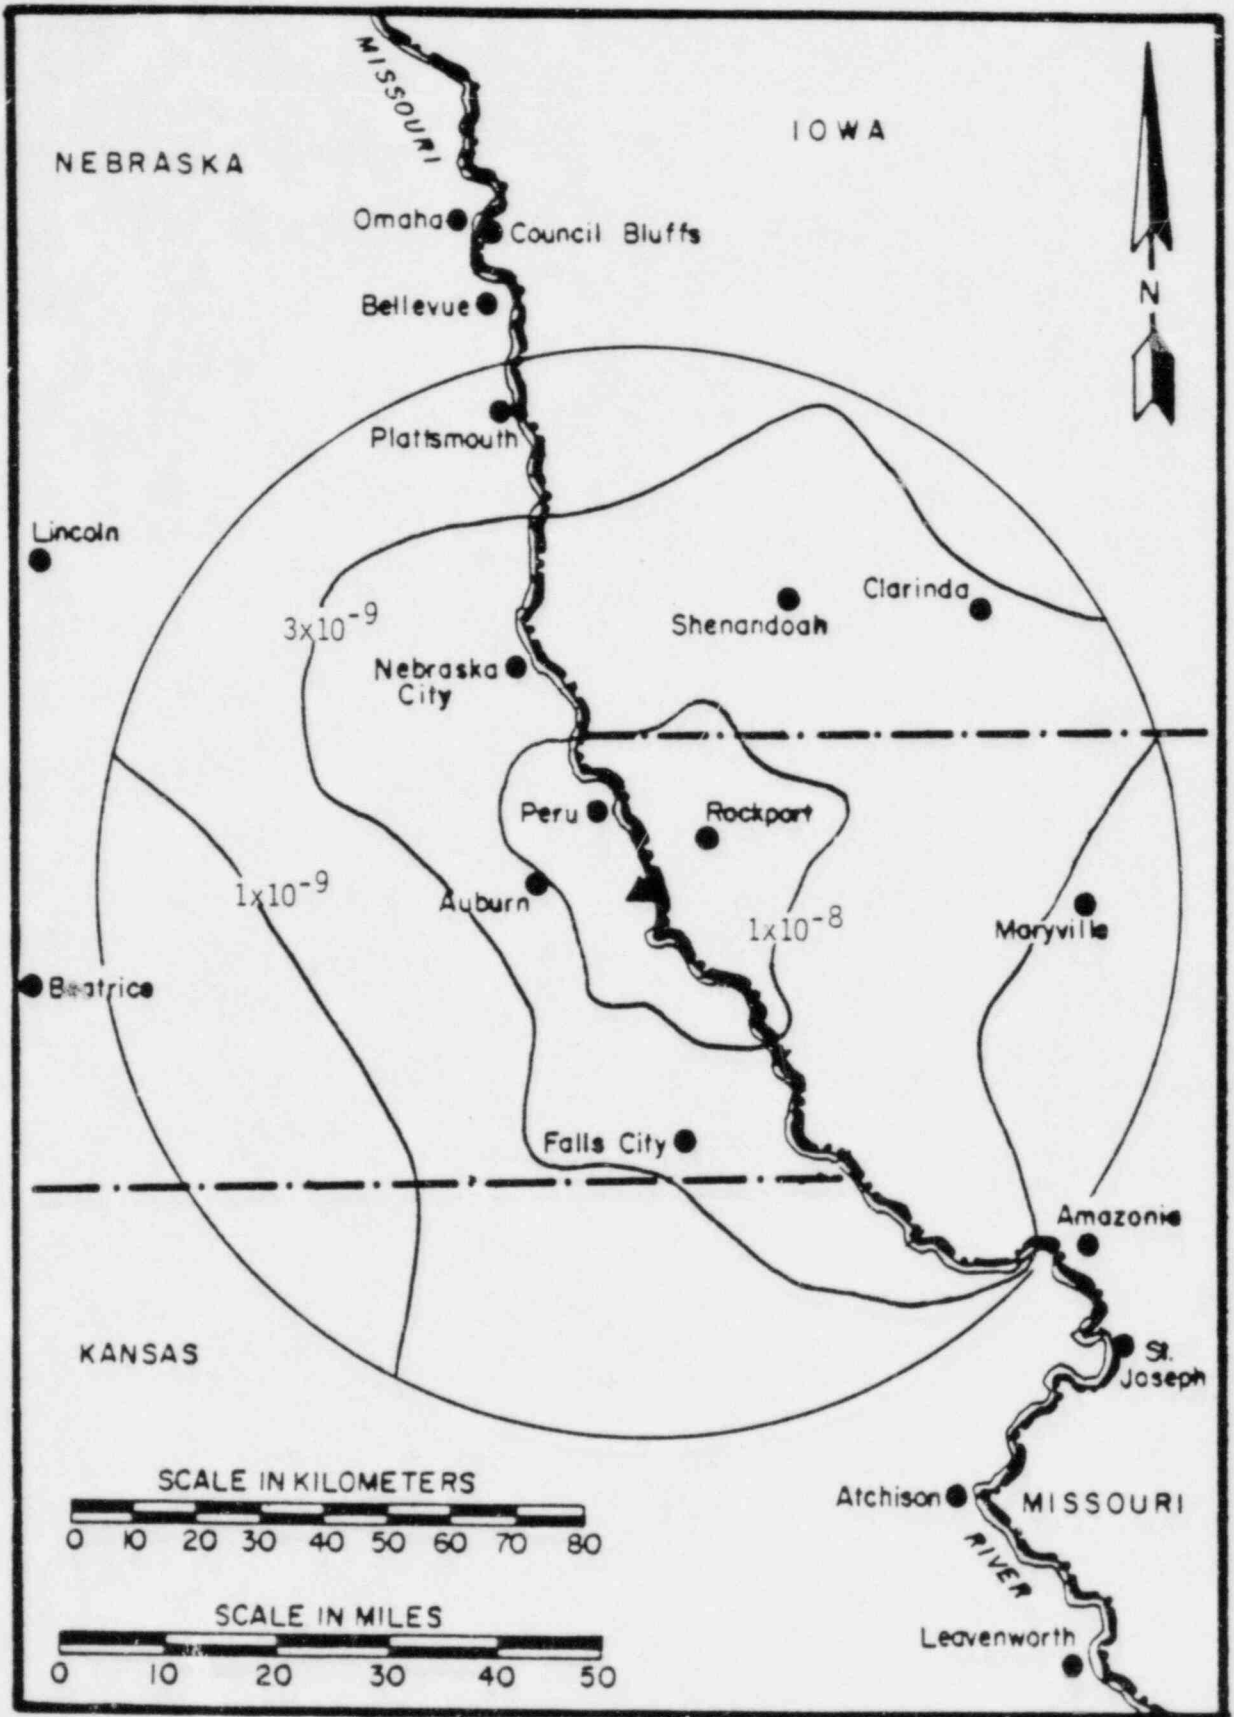 MISSOURI
IOWA
NEBRASKA
Omaha
Council Bluffs
Bellevue
N
Plattsmouth
Lincoln
Clarinda
Shenandoah
3x10-9
Nebraska
City
Peru
Rockport
1x10-9
Auburn
1x10-8
Maryville
Beatrice
Falls City
Amazonia
KANSAS
St.
Joseph
SCALE IN KILOMETERS
0 10 20 30 40 50 60 70 80
Atchison
MISSOURI
RIVER
SCALE IN MILES
0 10 20 30 40 50
Leavenworth